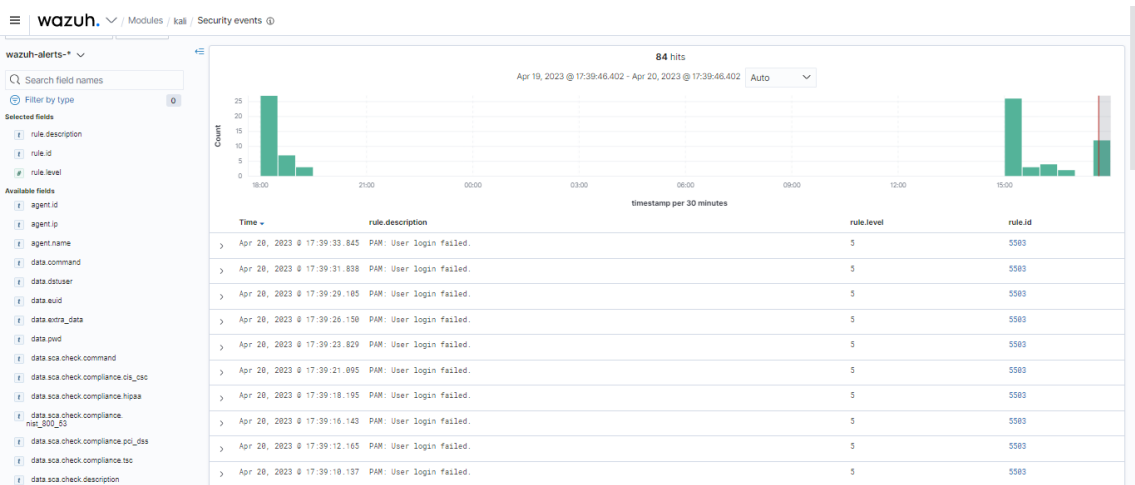 wazuh. / Modules / kali / Security events
wazuh-alerts-*
Search field names
Filter by type 0
Selected fields
t rule.description
t rule.id
# rule.level
Available fields
t agent.id
t agent.ip
t agent.name
t data.command
t data.dstuser
t data.euid
t data.extra_data
t data.pwd
t data.sca.check.command
t data.sca.check.compliance.cis_csc
t data.sca.check.compliance.hipaa
t data.sca.check.compliance.
nist_800_53
t data.sca.check.compliance.pci_dss
t data.sca.check.compliance.tsc
t data.sca.check.description
84 hits
Apr 19, 2023 @ 17:39:46.402 - Apr 20, 2023 @ 17:39:46.402 Auto
Count
25
20
15
10
5
0
18:00 21:00 00:00 03:00 06:00 09:00 12:00 15:00
timestamp per 30 minutes
Time rule.description rule.level rule.id
Apr 20, 2023 @ 17:39:33.845 PAM: User login failed. 5 5503
Apr 20, 2023 @ 17:39:31.838 PAM: User login failed. 5 5503
Apr 20, 2023 @ 17:39:29.105 PAM: User login failed. 5 5503
Apr 20, 2023 @ 17:39:26.150 PAM: User login failed. 5 5503
Apr 20, 2023 @ 17:39:23.829 PAM: User login failed. 5 5503
Apr 20, 2023 @ 17:39:21.095 PAM: User login failed. 5 5503
Apr 20, 2023 @ 17:39:18.195 PAM: User login failed. 5 5503
Apr 20, 2023 @ 17:39:16.143 PAM: User login failed. 5 5503
Apr 20, 2023 @ 17:39:12.165 PAM: User login failed. 5 5503
Apr 20, 2023 @ 17:39:10.137 PAM: User login failed. 5 5503